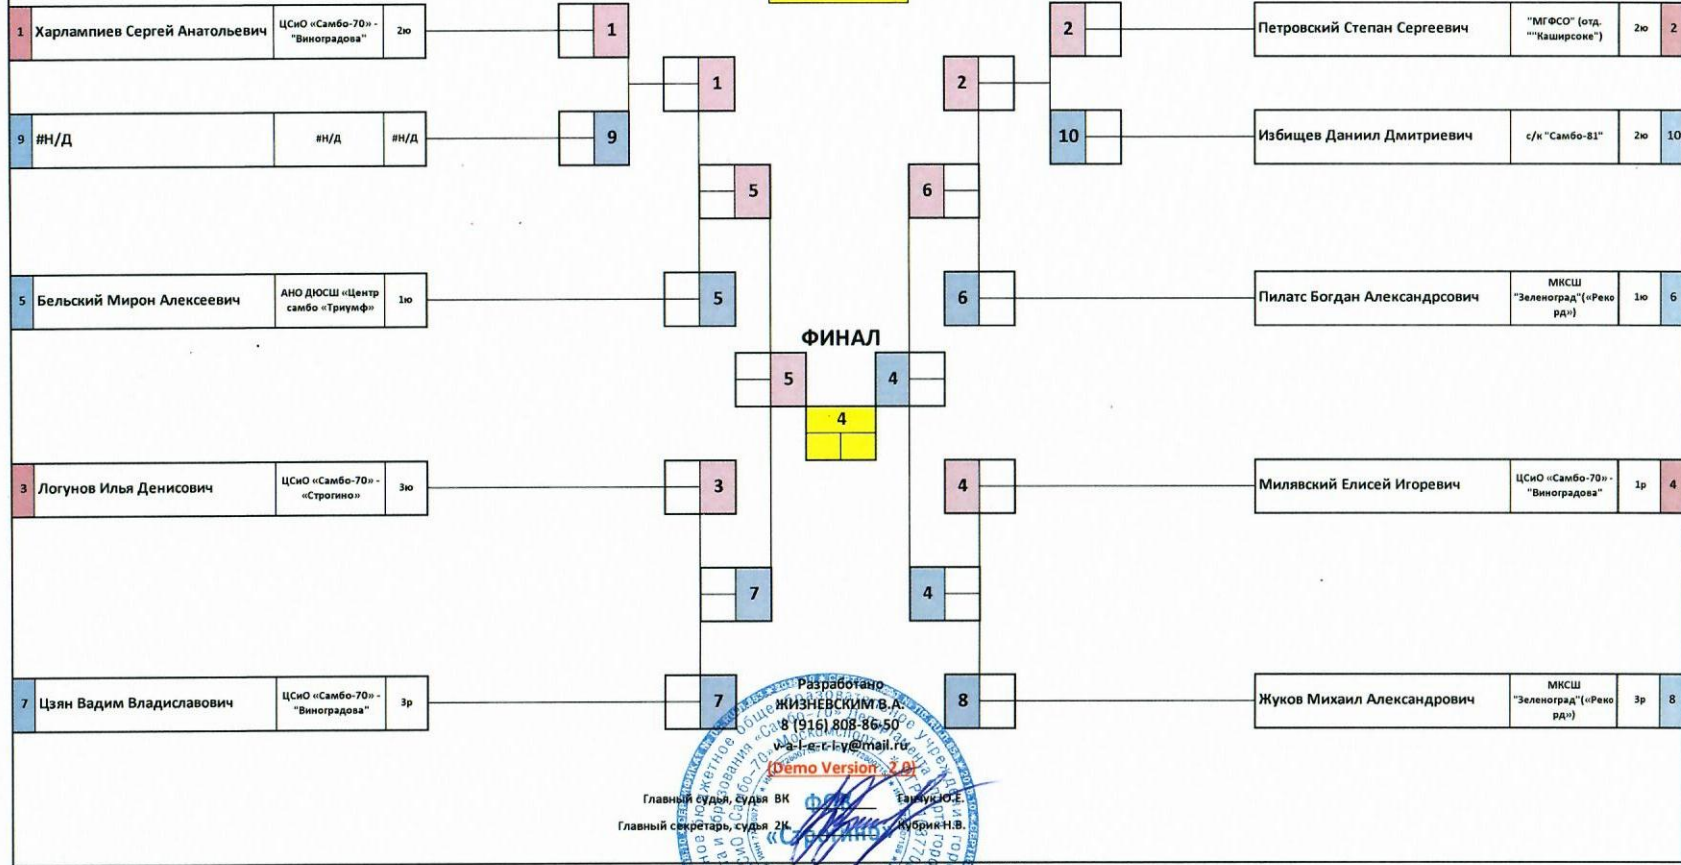 1 Харлампиев Сергей Анатольевич ЦСиО «Самбо-70» - "Виноградова" 2ю
1
2
Петровский Степан Сергеевич "МГФСО" (отд. ""Каширсоке") 2ю 2
1
2
9 #Н/Д #Н/Д #Н/Д
9
10
Избищев Даниил Дмитриевич с/к "Самбо-81" 2ю 10
5
6
5 Бельский Мирон Алексеевич АНО ДЮСШ «Центр самбо «Триумф» 1ю
5
6
Пилатс Богдан Александрсович МКСШ "Зеленоград"(«Рекорд») 1ю 6
ФИНАЛ
5
4
4
3 Логунов Илья Денисович ЦСиО «Самбо-70» - «Строгино» 3ю
3
4
Милявский Елисей Игоревич ЦСиО «Самбо-70» - "Виноградова" 1р 4
7
4
7 Цзян Вадим Владиславович ЦСиО «Самбо-70» - "Виноградова" 3р
7
8
Жуков Михаил Александрович МКСШ "Зеленоград"(«Рекорд») 3р 8
Разработано
ЖИЗНЕВСКИМ В.А.
8 (916) 808-86-50
v-a-l-e-r-i-y@mail.ru
(Demo Version 2.0)
Главный судья, судья ВК Ганчук Ю.Е.
Главный секретарь, судья 2К Кубрик Н.В.
«Строгино»